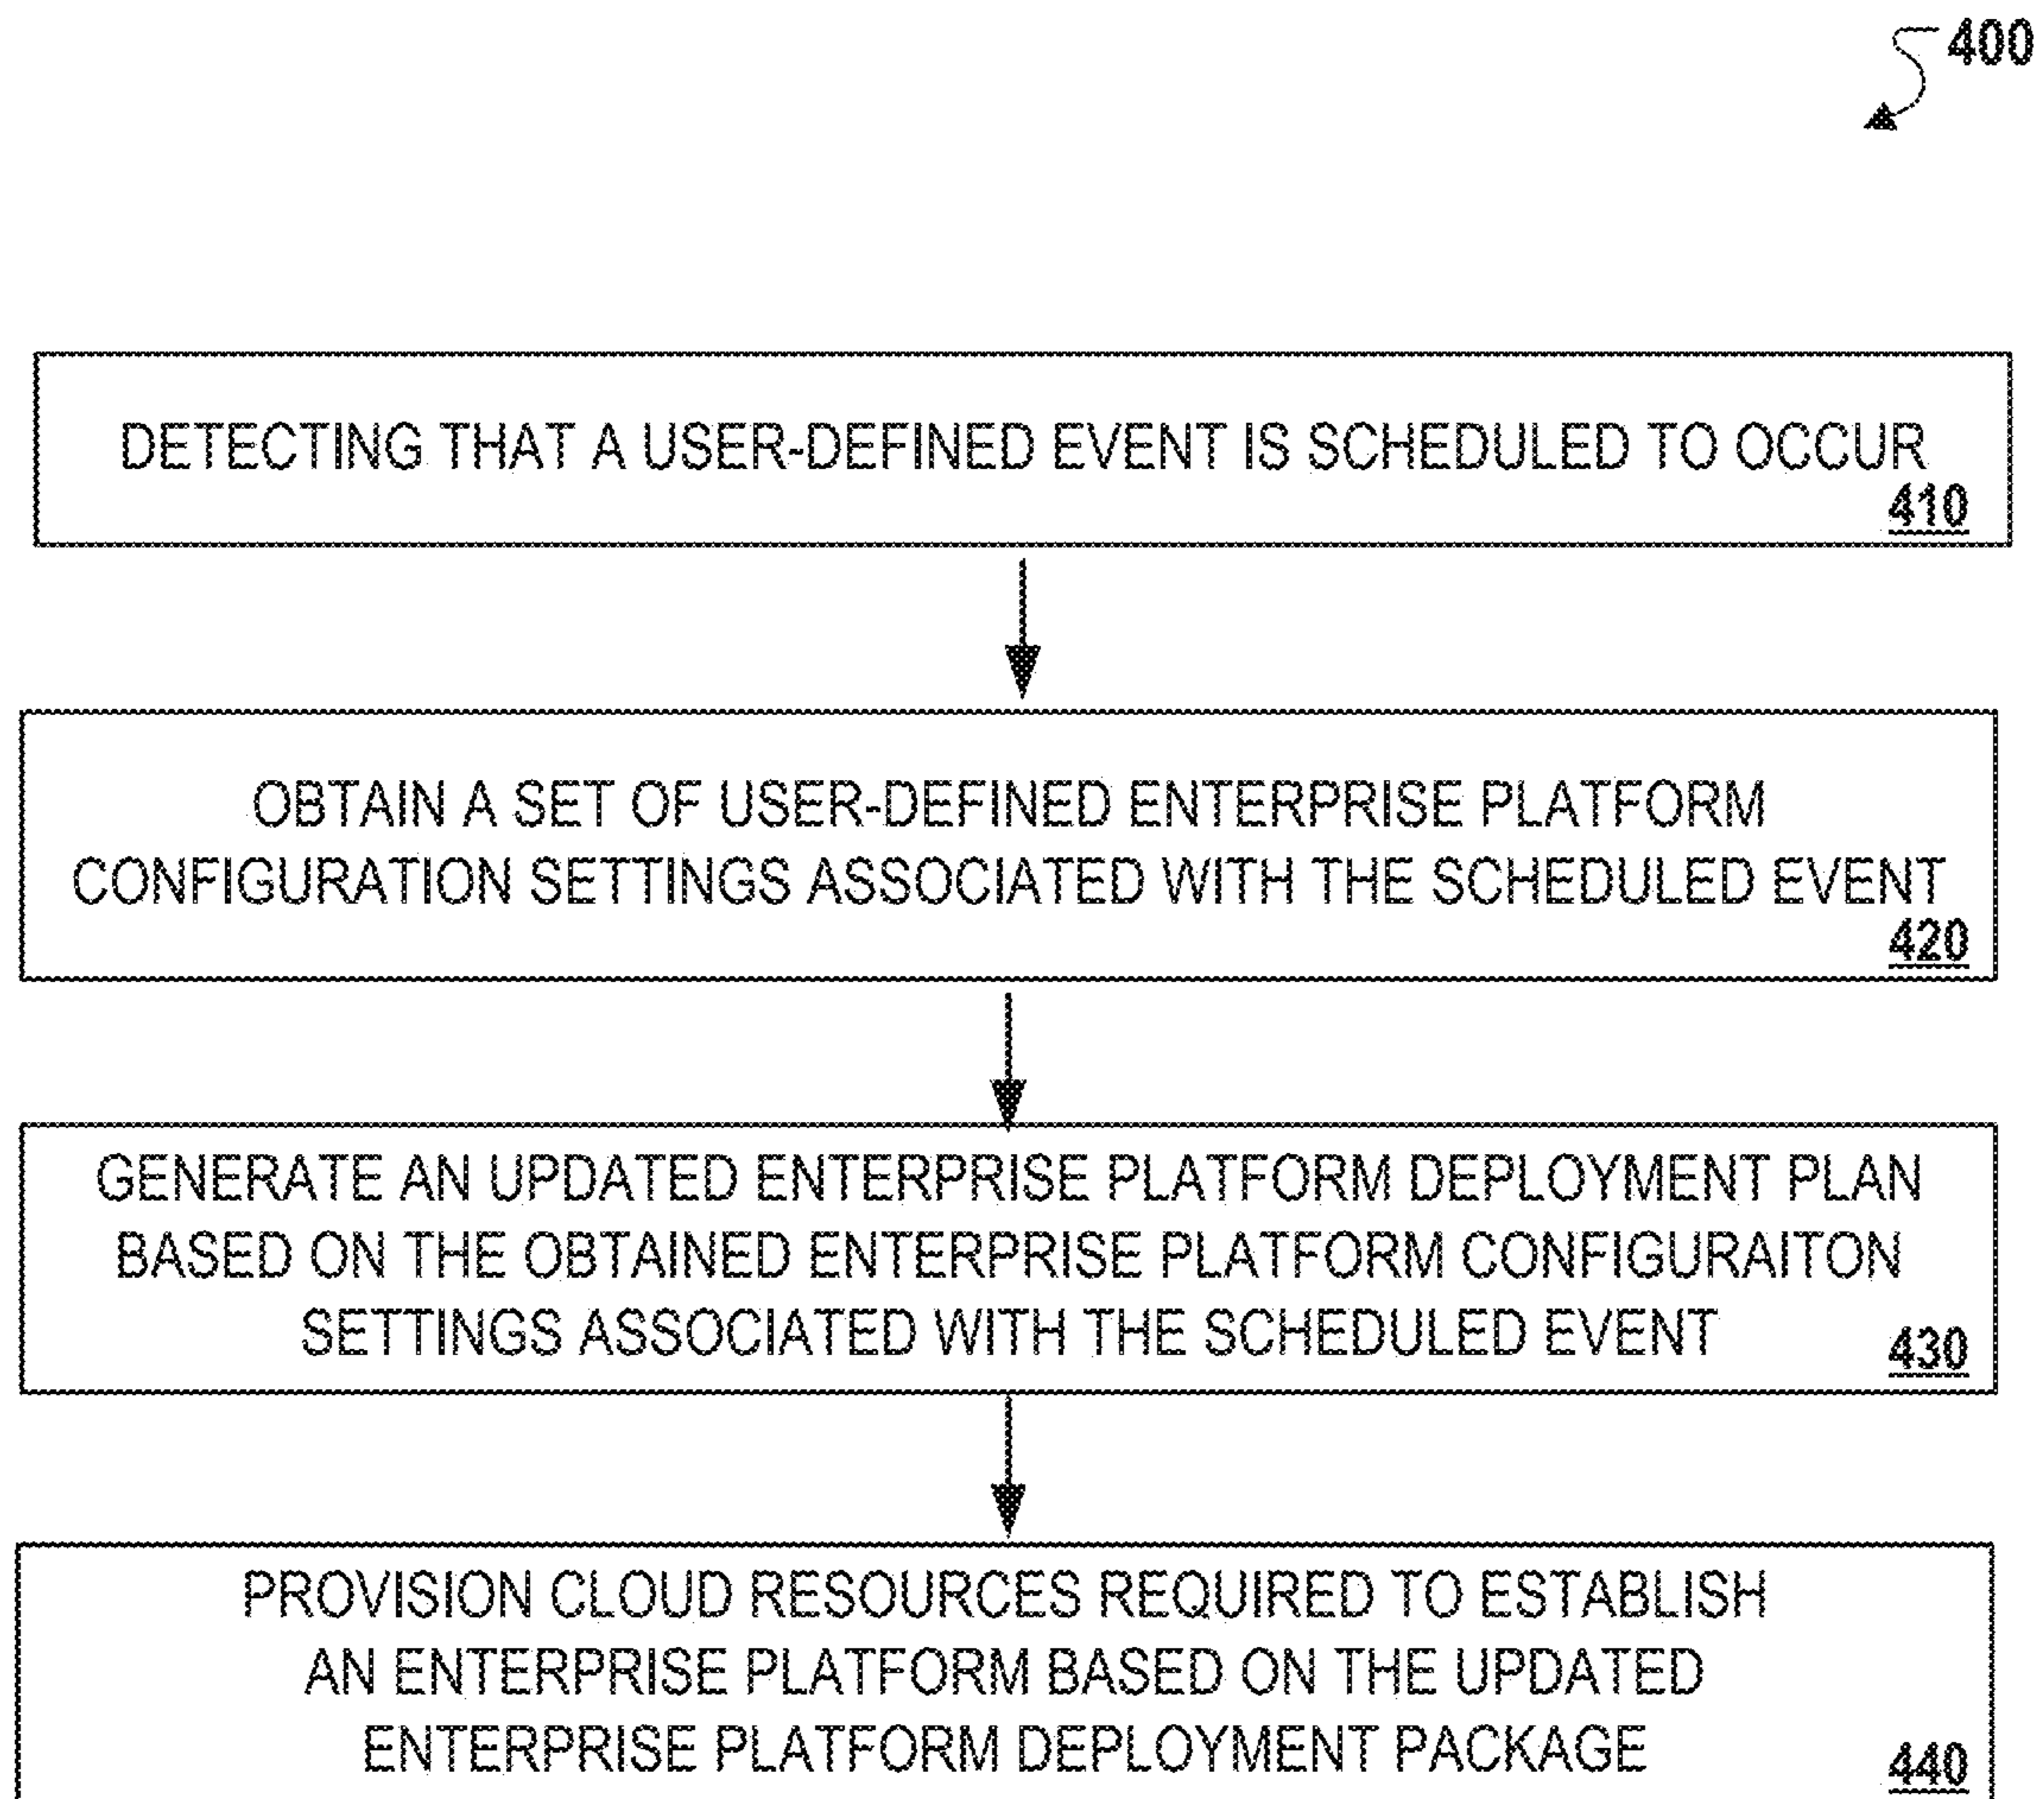 400
DETECTING THAT A USER-DEFINED EVENT IS SCHEDULED TO OCCUR
410
OBTAIN A SET OF USER-DEFINED ENTERPRISE PLATFORM
CONFIGURATION SETTINGS ASSOCIATED WITH THE SCHEDULED EVENT
420
GENERATE AN UPDATED ENTERPRISE PLATFORM DEPLOYMENT PLAN
BASED ON THE OBTAINED ENTERPRISE PLATFORM CONFIGURAITON
SETTINGS ASSOCIATED WITH THE SCHEDULED EVENT
430
PROVISION CLOUD RESOURCES REQUIRED TO ESTABLISH
AN ENTERPRISE PLATFORM BASED ON THE UPDATED
ENTERPRISE PLATFORM DEPLOYMENT PACKAGE
440